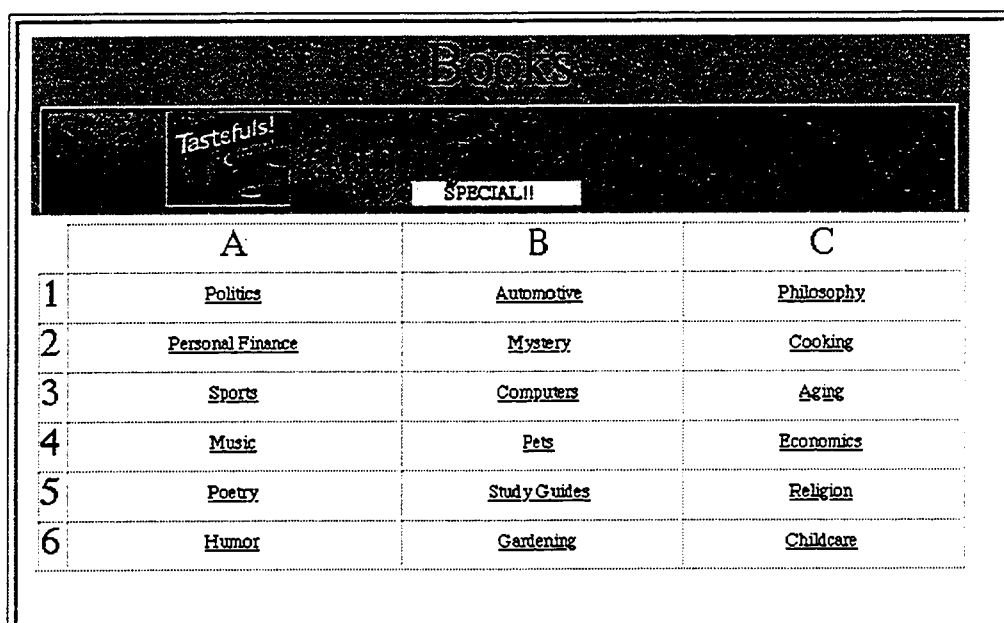 Books
Tastefuls!
SPECIAL!!
A B C
1 Politics Automotive Philosophy
2 Personal Finance Mystery Cooking
3 Sports Computers Aging
4 Music Pets Economics
5 Poetry Study Guides Religion
6 Humor Gardening Childcare